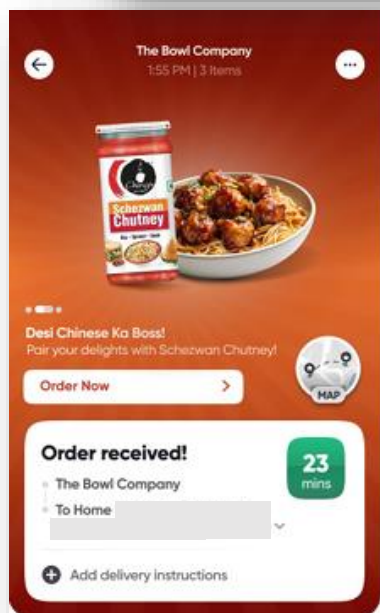 The Bowl Company
1:55 PM | 3 Items
Ching's
Schezwan
Chutney
Desi Chinese Ka Boss!
Pair your delights with Schezwan Chutney!
Order Now
MAP
Order received!
23
mins
The Bowl Company
To Home
Add delivery instructions